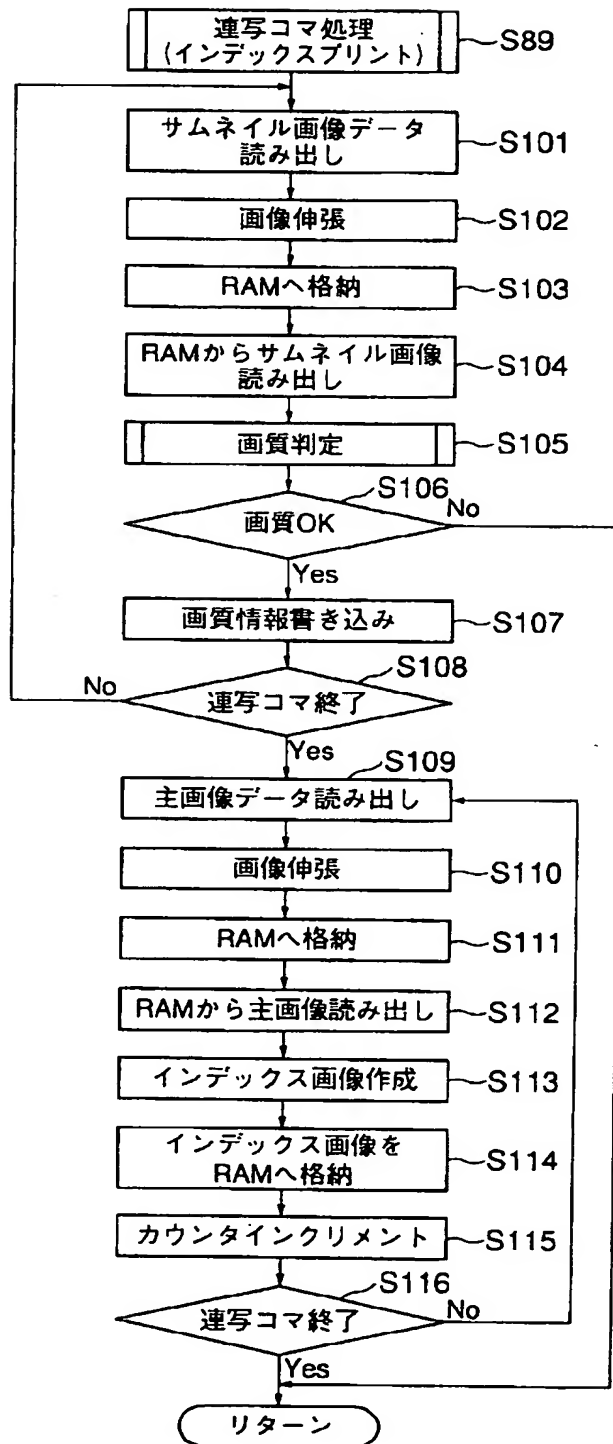 連写コマ処理
(インデックスプリント)
S89
サムネイル画像データ
読み出し
S101
画像伸張
S102
RAMへ格納
S103
RAMからサムネイル画像
読み出し
S104
画質判定
S105
S106
画質OK
No
Yes
画質情報書き込み
S107
S108
No
連写コマ終了
Yes
S109
主画像データ読み出し
画像伸張
S110
RAMへ格納
S111
RAMから主画像読み出し
S112
インデックス画像作成
S113
インデックス画像を
RAMへ格納
S114
カウンタインクリメント
S115
S116
連写コマ終了
No
Yes
リターン